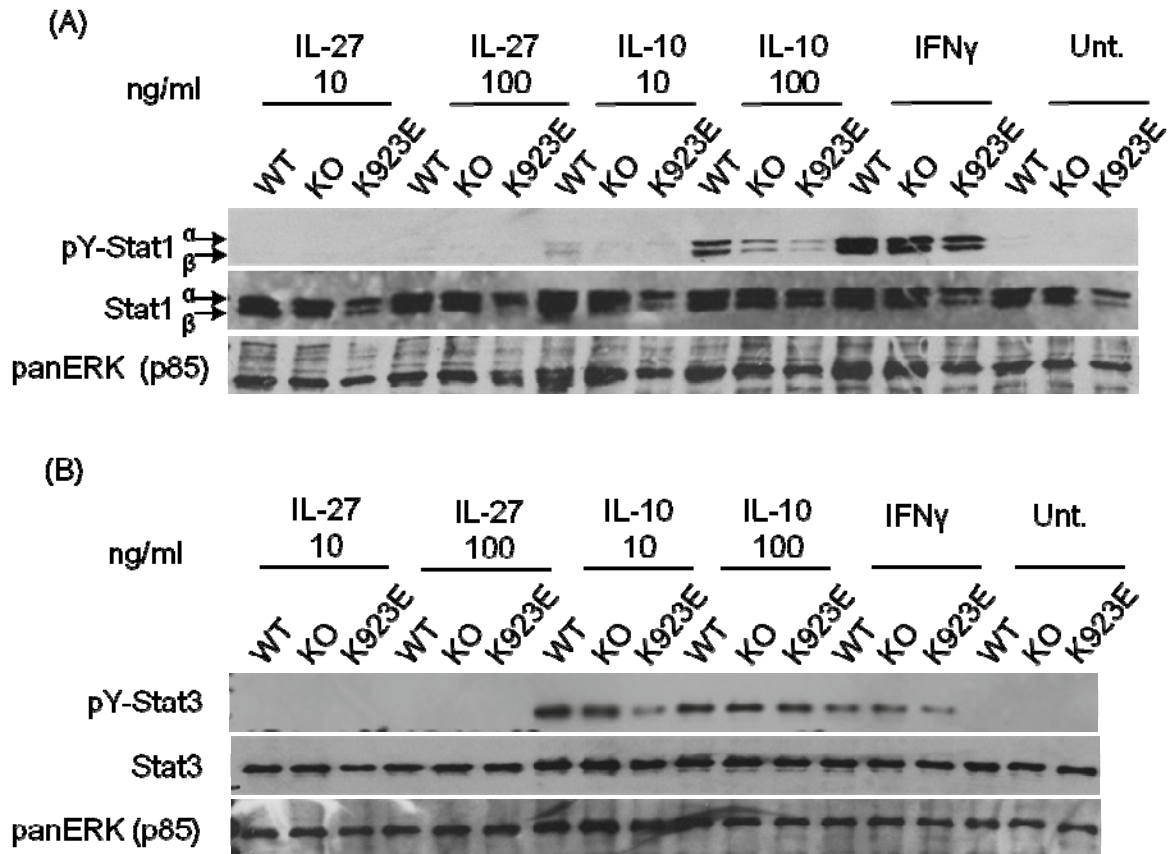 (A)
IL-27 IL-27 IL-10 IL-10 IFNγ Unt.
ng/ml 10 100 10 100
WT KO K923E WT KO K923E WT KO K923E WT KO K923E WT KO K923E WT KO K923E
pY-Stat1 α β
Stat1 α β
panERK (p85)
(B)
IL-27 IL-27 IL-10 IL-10 IFNγ Unt.
ng/ml 10 100 10 100
WT KO K923E WT KO K923E WT KO K923E WT KO K923E WT KO K923E WT KO K923E
pY-Stat3
Stat3
panERK (p85)